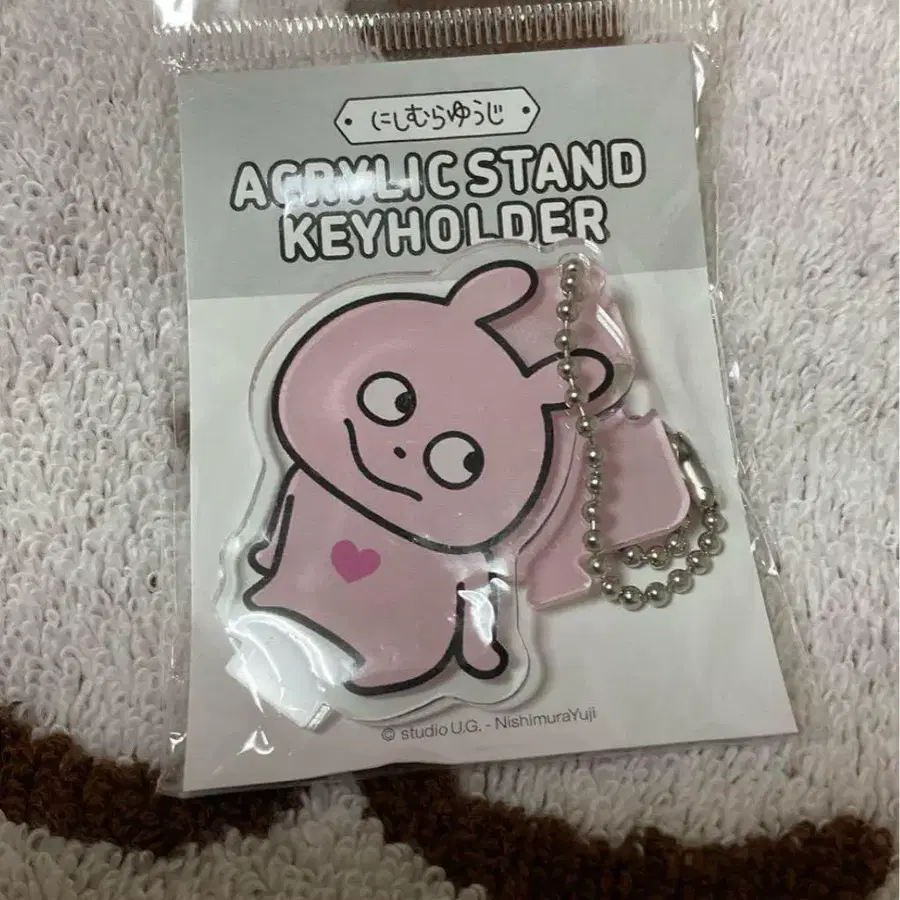 にしむらゆうじ
ACRYLIC STAND
KEYHOLDER
© studio U.G. - NishimuraYuji